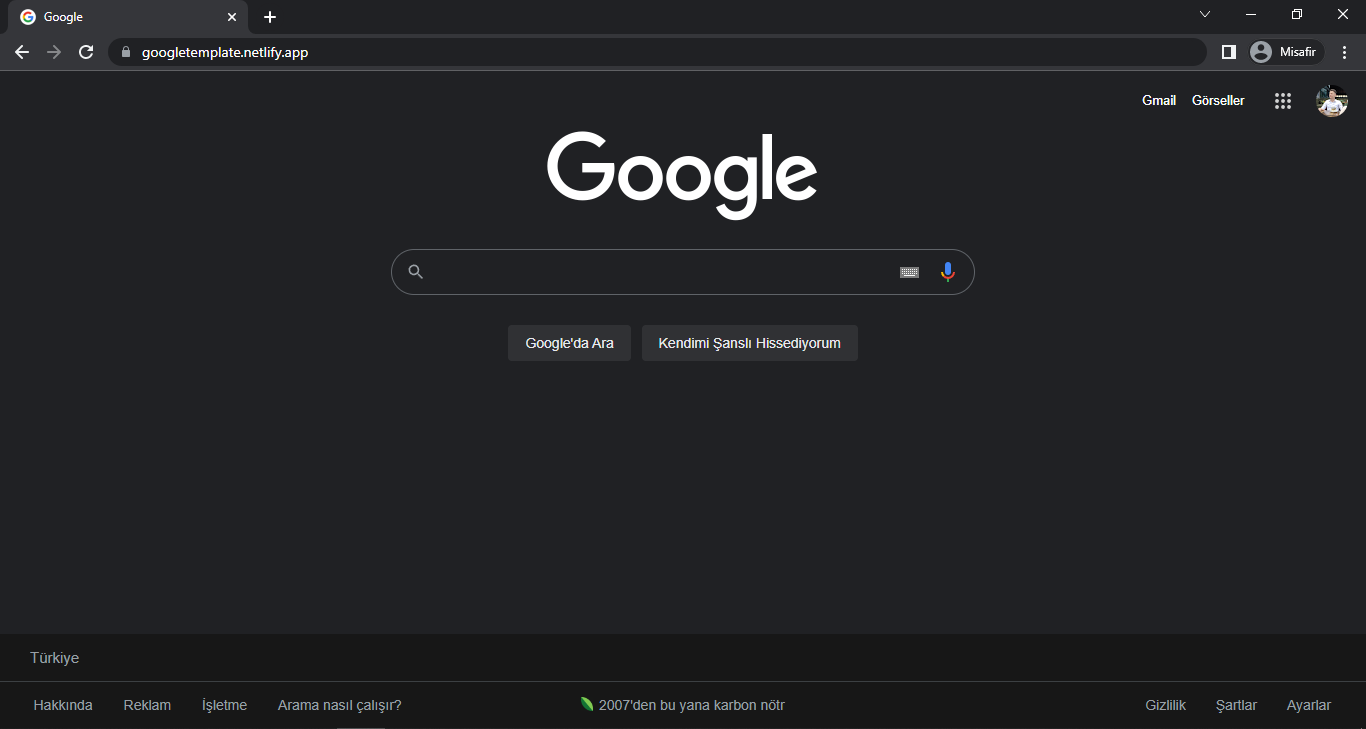 Google
googletemplate.netlify.app
Misafir
Gmail Görseller
Google
Google'da Ara Kendimi Şanslı Hissediyorum
Türkiye
Hakkında Reklam İşletme Arama nasıl çalışır? 2007'den bu yana karbon nötr Gizlilik Şartlar Ayarlar